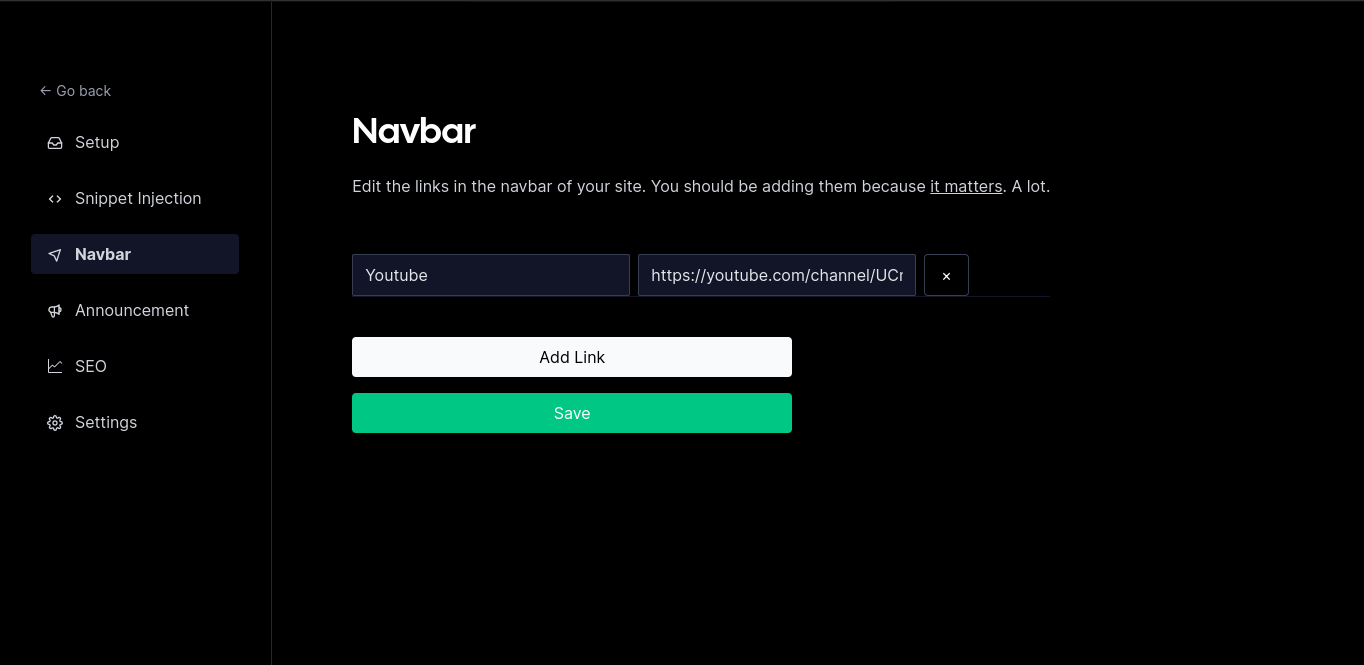 ← Go back
Setup
Snippet Injection
Navbar
Announcement
SEO
Settings
Navbar
Edit the links in the navbar of your site. You should be adding them because it matters. A lot.
Youtube
https://youtube.com/channel/UC
×
Add Link
Save